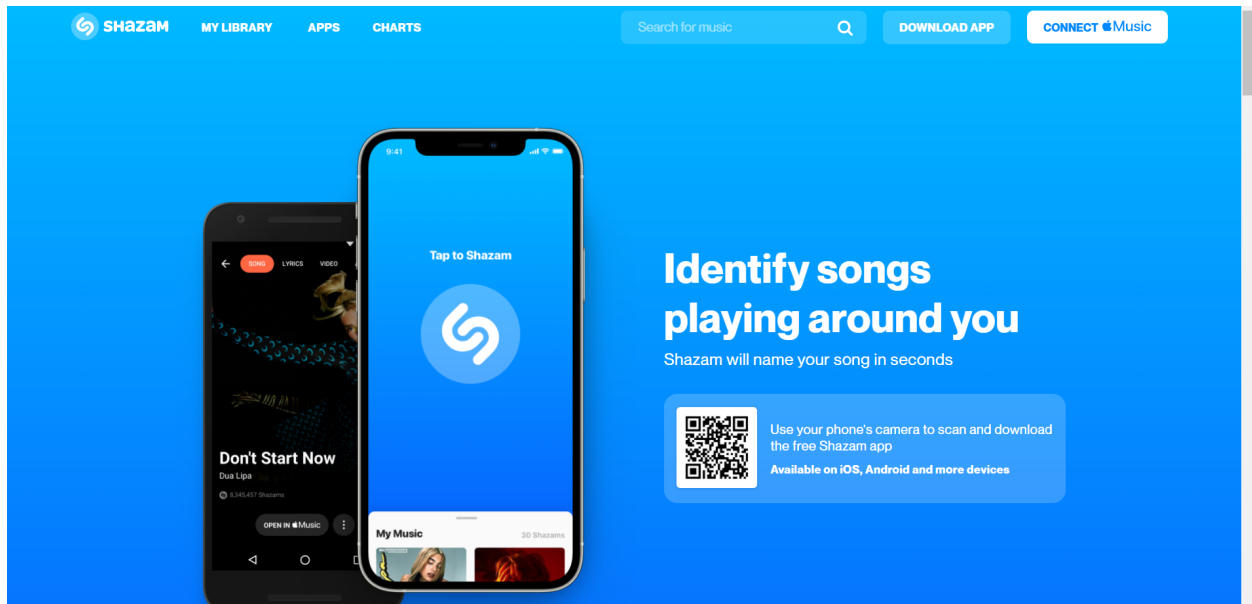 SHAZAM
MY LIBRARY
APPS
CHARTS
Search for music
DOWNLOAD APP
CONNECT Music
9:41
Tap to Shazam
SONG
LYRICS
VIDEO
Don't Start Now
Dua Lipa
8,345,457 Shazams
OPEN IN Music
My Music
30 Shazams
Identify songs
playing around you
Shazam will name your song in seconds
Use your phone's camera to scan and download
the free Shazam app
Available on iOS, Android and more devices